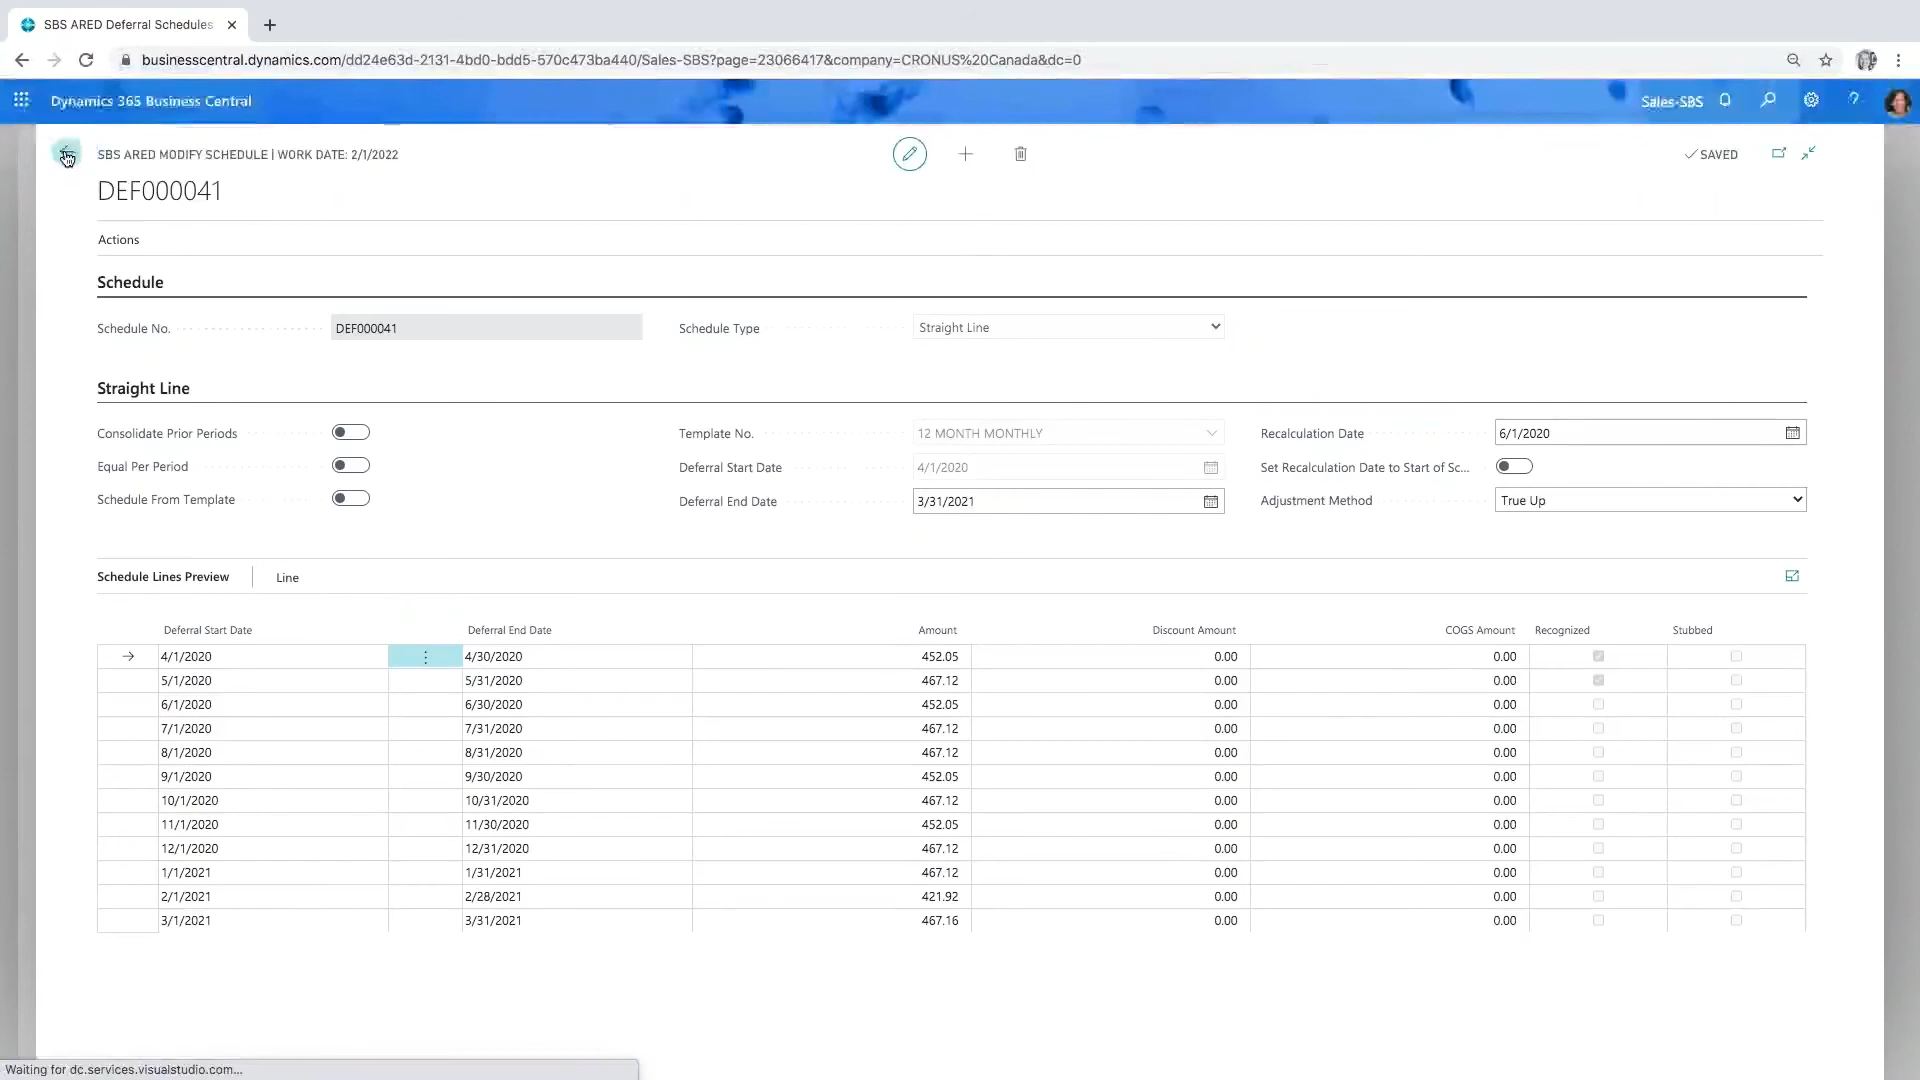 SBS ARED Deferral Schedules
businesscentral.dynamics.com/dd24e63d-2131-4bd0-bdd5-570c473ba440/Sales-SBS?page=23066417&company=CRONUS%20Canada&dc=0
Dynamics 365 Business Central
Sales-SBS
SBS ARED MODIFY SCHEDULE | WORK DATE: 2/1/2022
SAVED
DEF000041
Actions
Schedule
Schedule No. DEF000041 Schedule Type Straight Line
Straight Line
Consolidate Prior Periods Template No. 12 MONTH MONTHLY Recalculation Date 6/1/2020
Equal Per Period Deferral Start Date 4/1/2020 Set Recalculation Date to Start of Sc...
Schedule From Template Deferral End Date 3/31/2021 Adjustment Method True Up
Schedule Lines Preview Line
Deferral Start Date Deferral End Date Amount Discount Amount COGS Amount Recognized Stubbed
4/1/2020 4/30/2020 452.05 0.00 0.00
5/1/2020 5/31/2020 467.12 0.00 0.00
6/1/2020 6/30/2020 452.05 0.00 0.00
7/1/2020 7/31/2020 467.12 0.00 0.00
8/1/2020 8/31/2020 467.12 0.00 0.00
9/1/2020 9/30/2020 452.05 0.00 0.00
10/1/2020 10/31/2020 467.12 0.00 0.00
11/1/2020 11/30/2020 452.05 0.00 0.00
12/1/2020 12/31/2020 467.12 0.00 0.00
1/1/2021 1/31/2021 467.12 0.00 0.00
2/1/2021 2/28/2021 421.92 0.00 0.00
3/1/2021 3/31/2021 467.16 0.00 0.00
Waiting for dc.services.visualstudio.com...